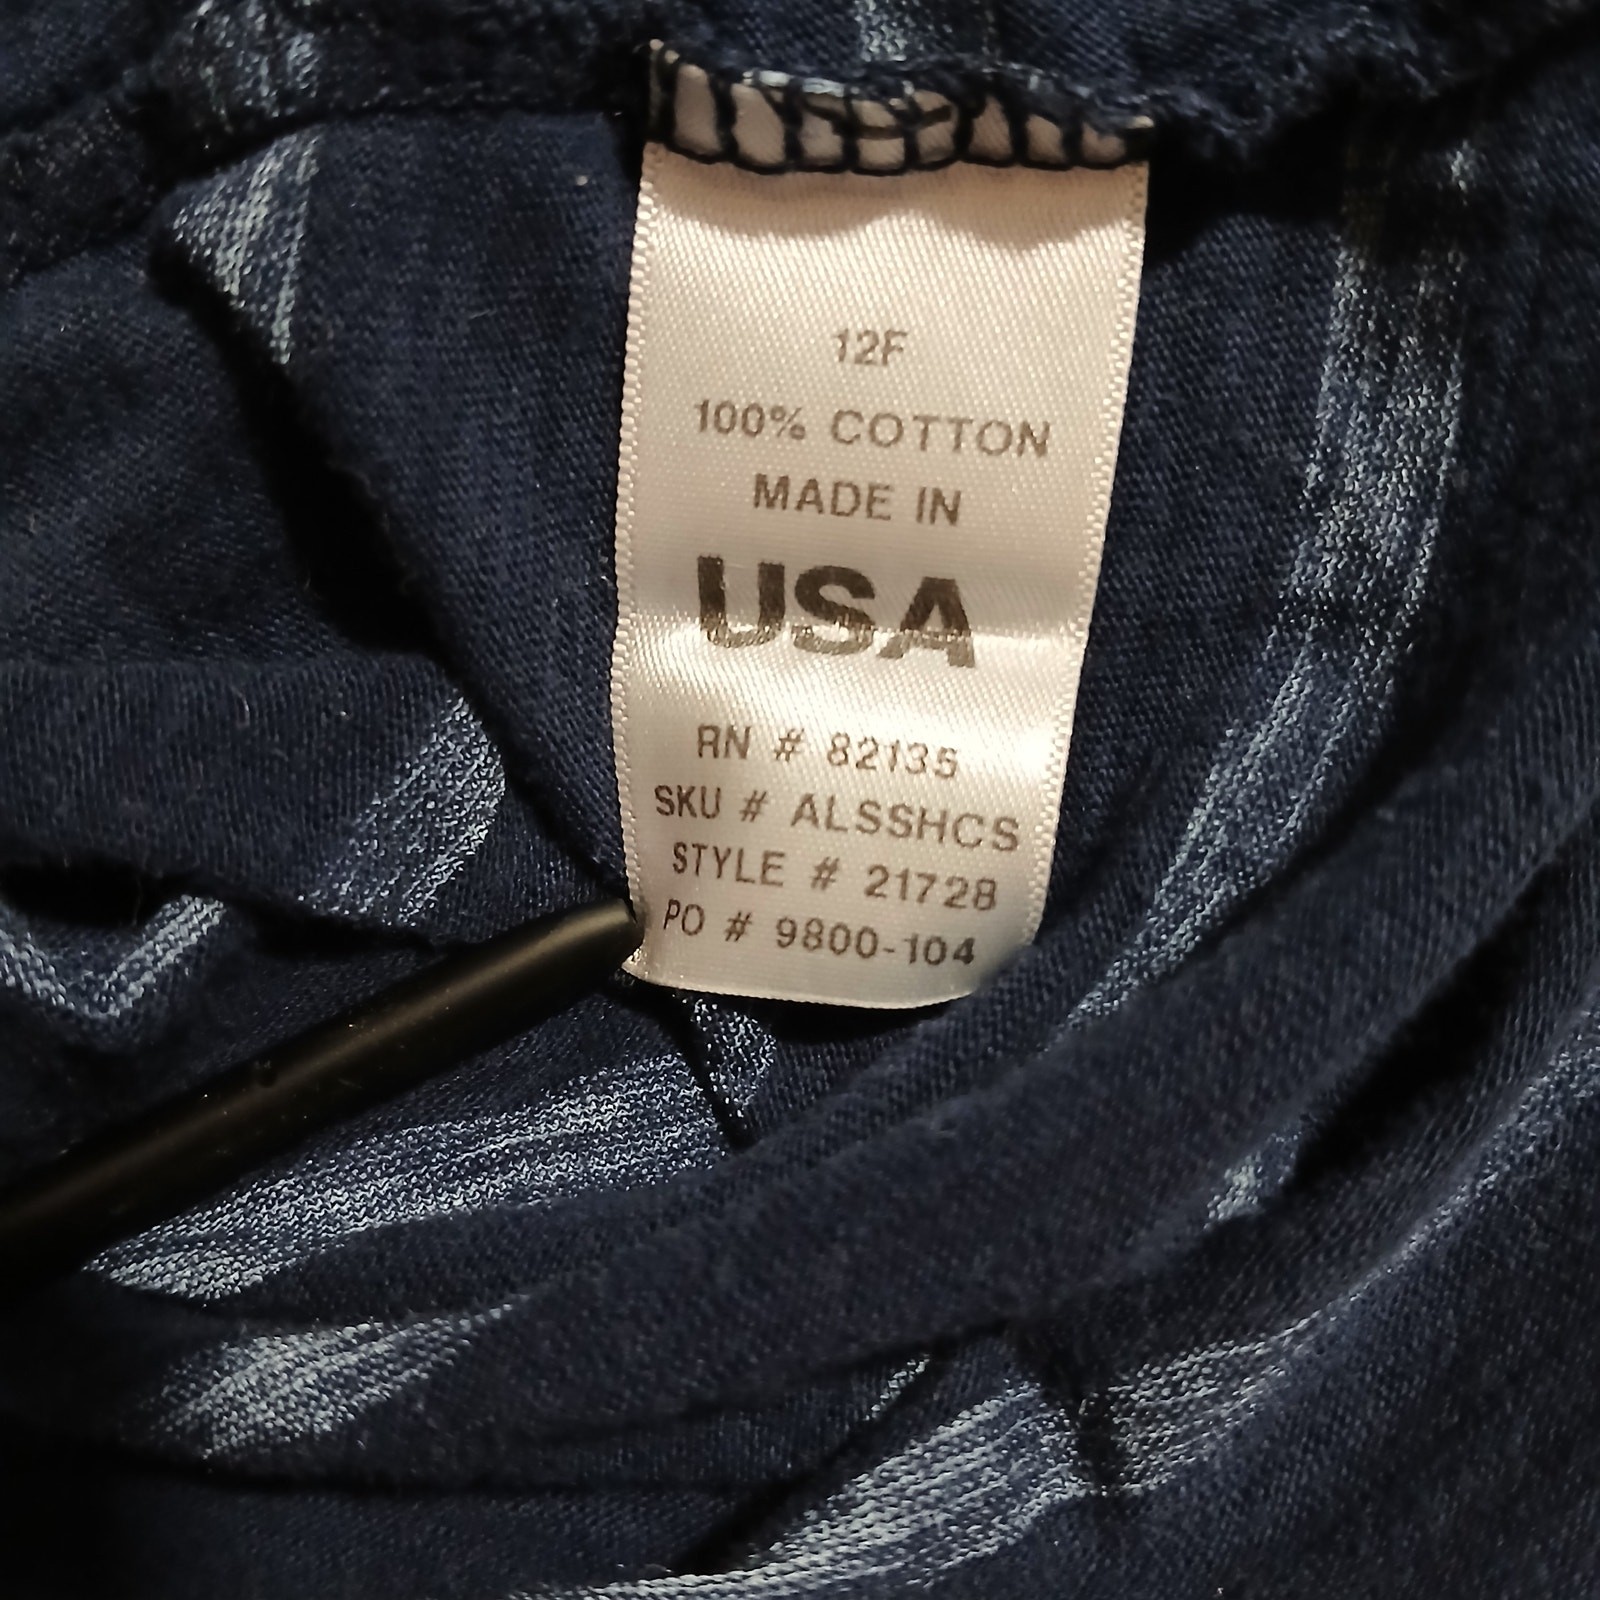 12F
100% COTTON
MADE IN
USA
RN # 82135
SKU # ALSSHCS
STYLE # 21728
PO # 9800-104